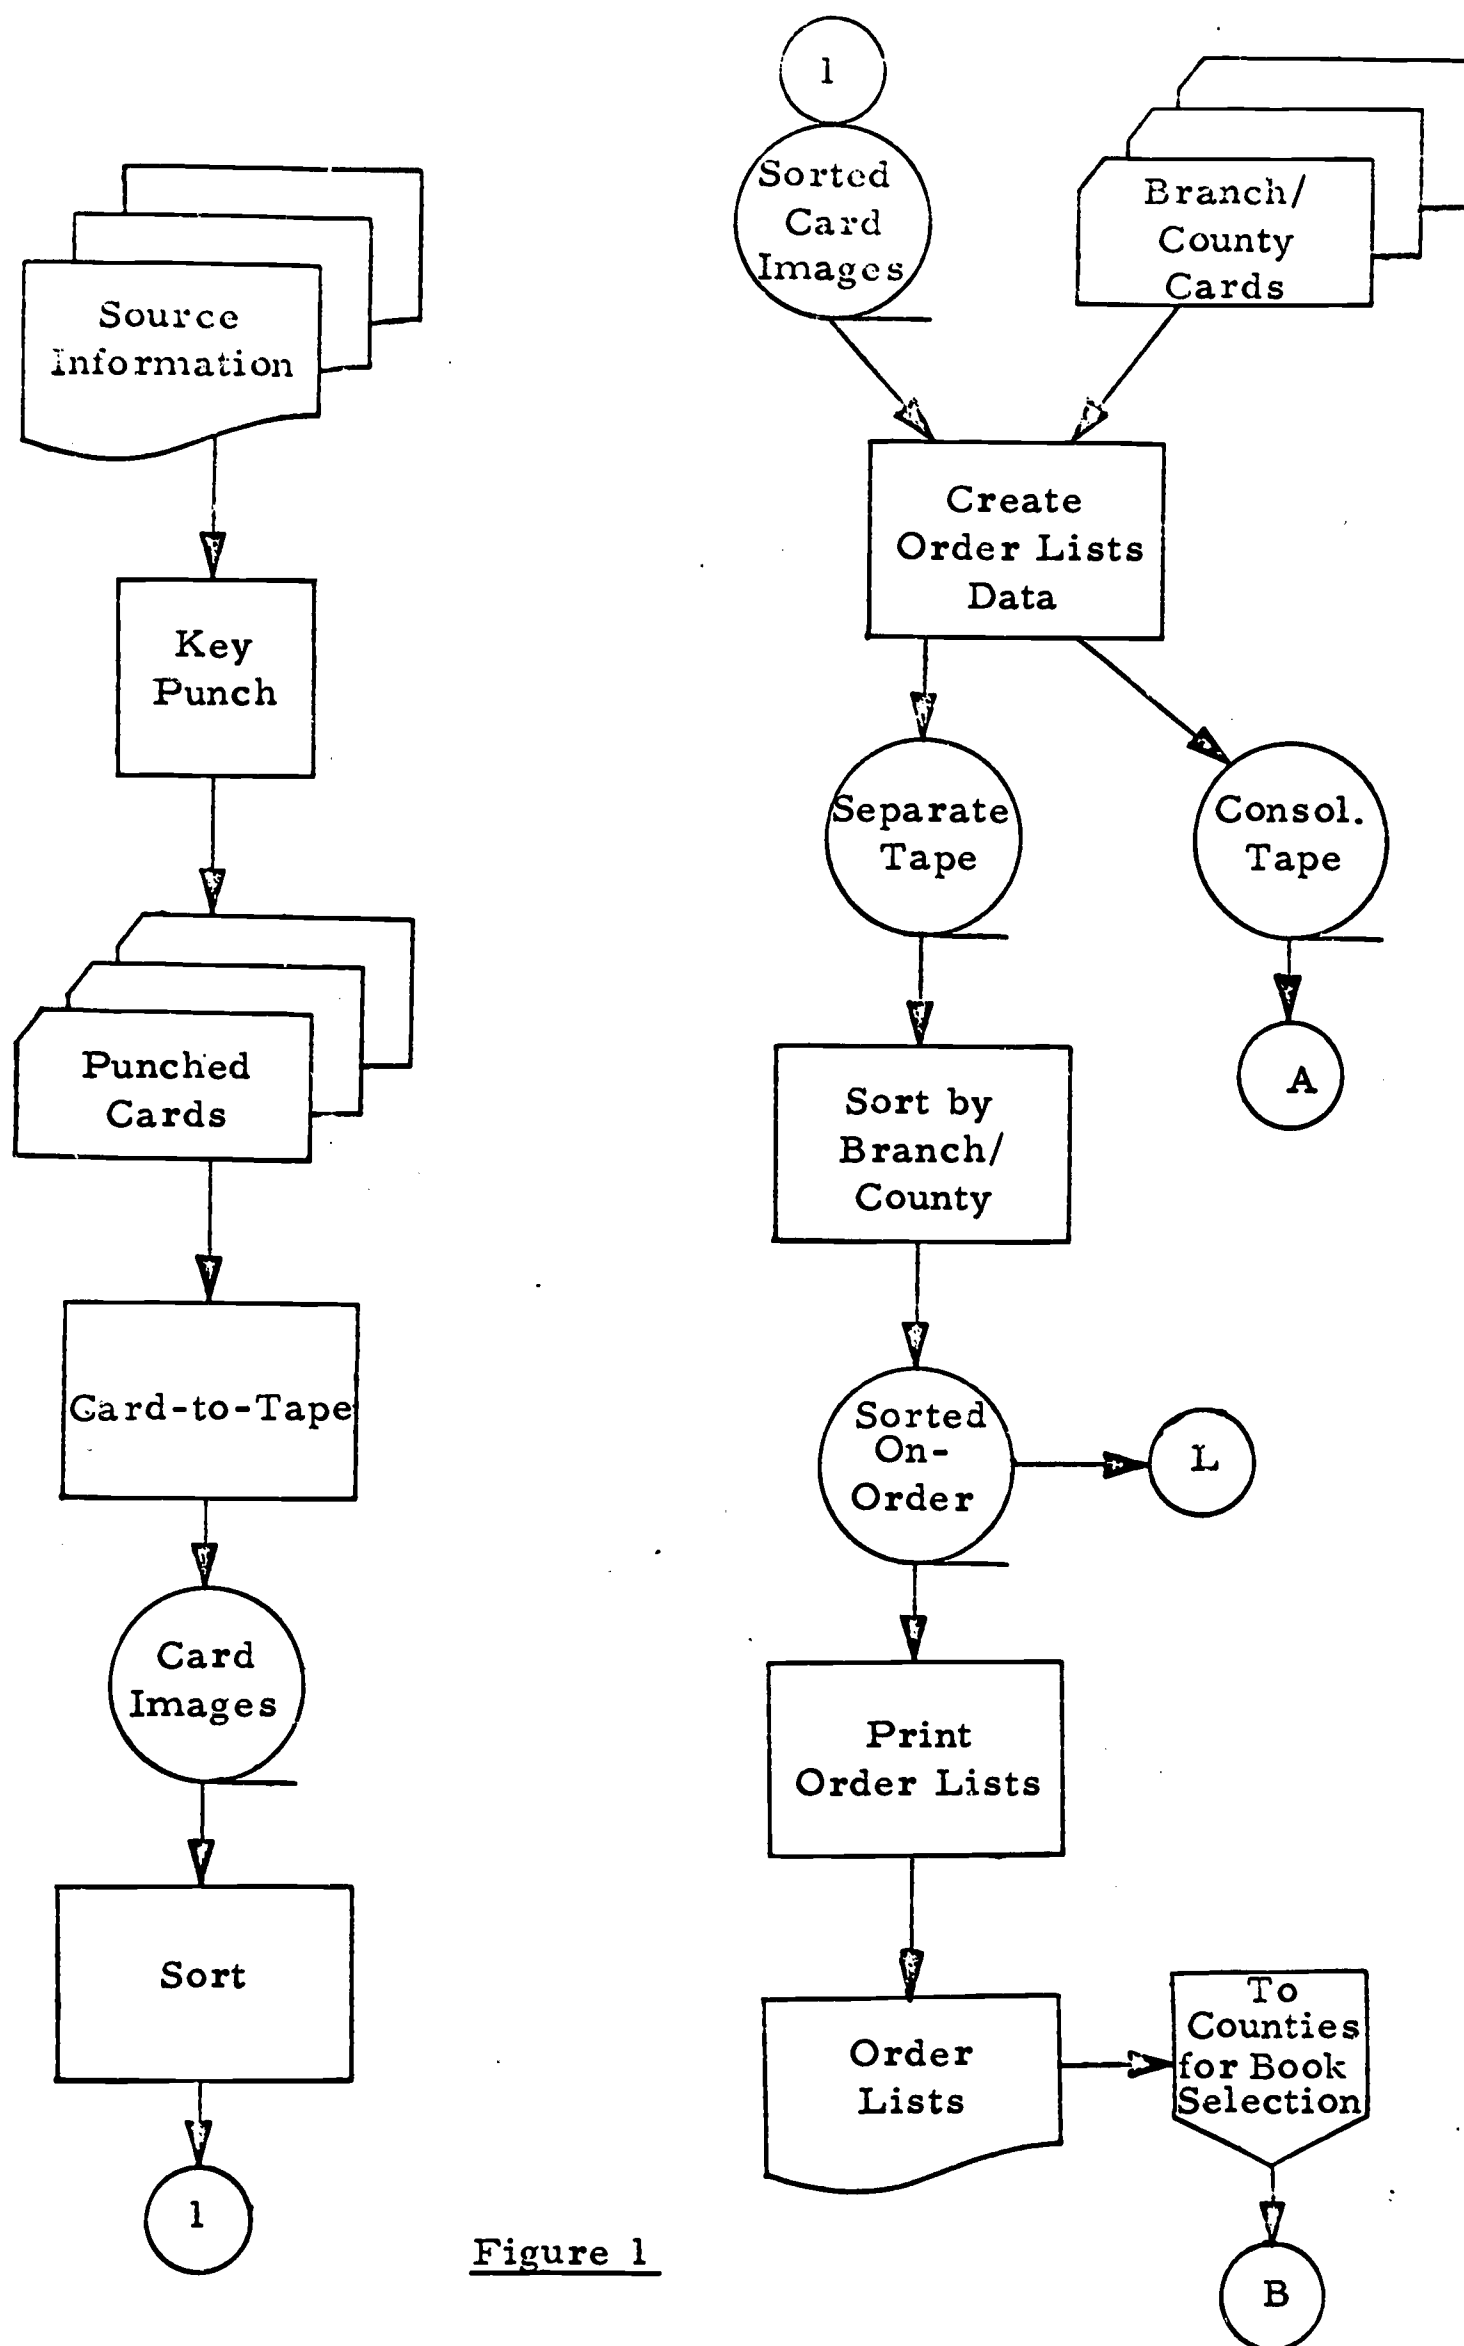 Source
Information
Key
Punch
Punched
Cards
Card-to-Tape
Card
Images
Sort
1
1
Sorted
Card
Images
Branch/
County
Cards
Create
Order Lists
Data
Separate
Tape
Consol.
Tape
A
Sort by
Branch/
County
Sorted
On-
Order
L
Print
Order Lists
Order
Lists
To
Counties
for Book
Selection
B
Figure 1